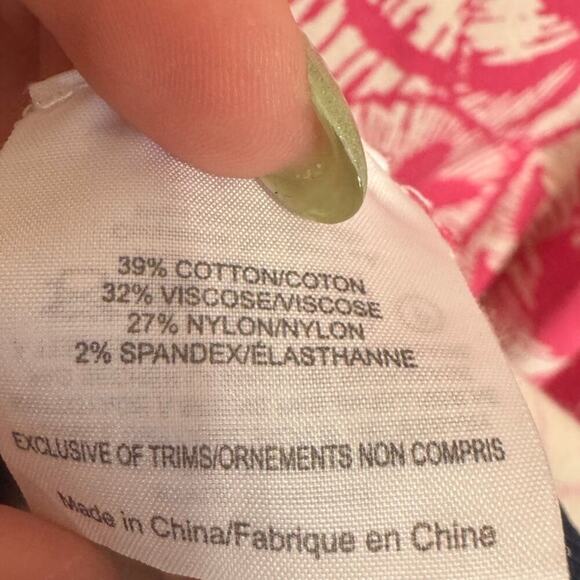 39% COTTON/COTON
32% VISCOSE/VISCOSE
27% NYLON/NYLON
2% SPANDEX/ÉLASTHANNE
EXCLUSIVE OF TRIMS/ORNEMENTS NON COMPRIS
Made in China/Fabrique en Chine